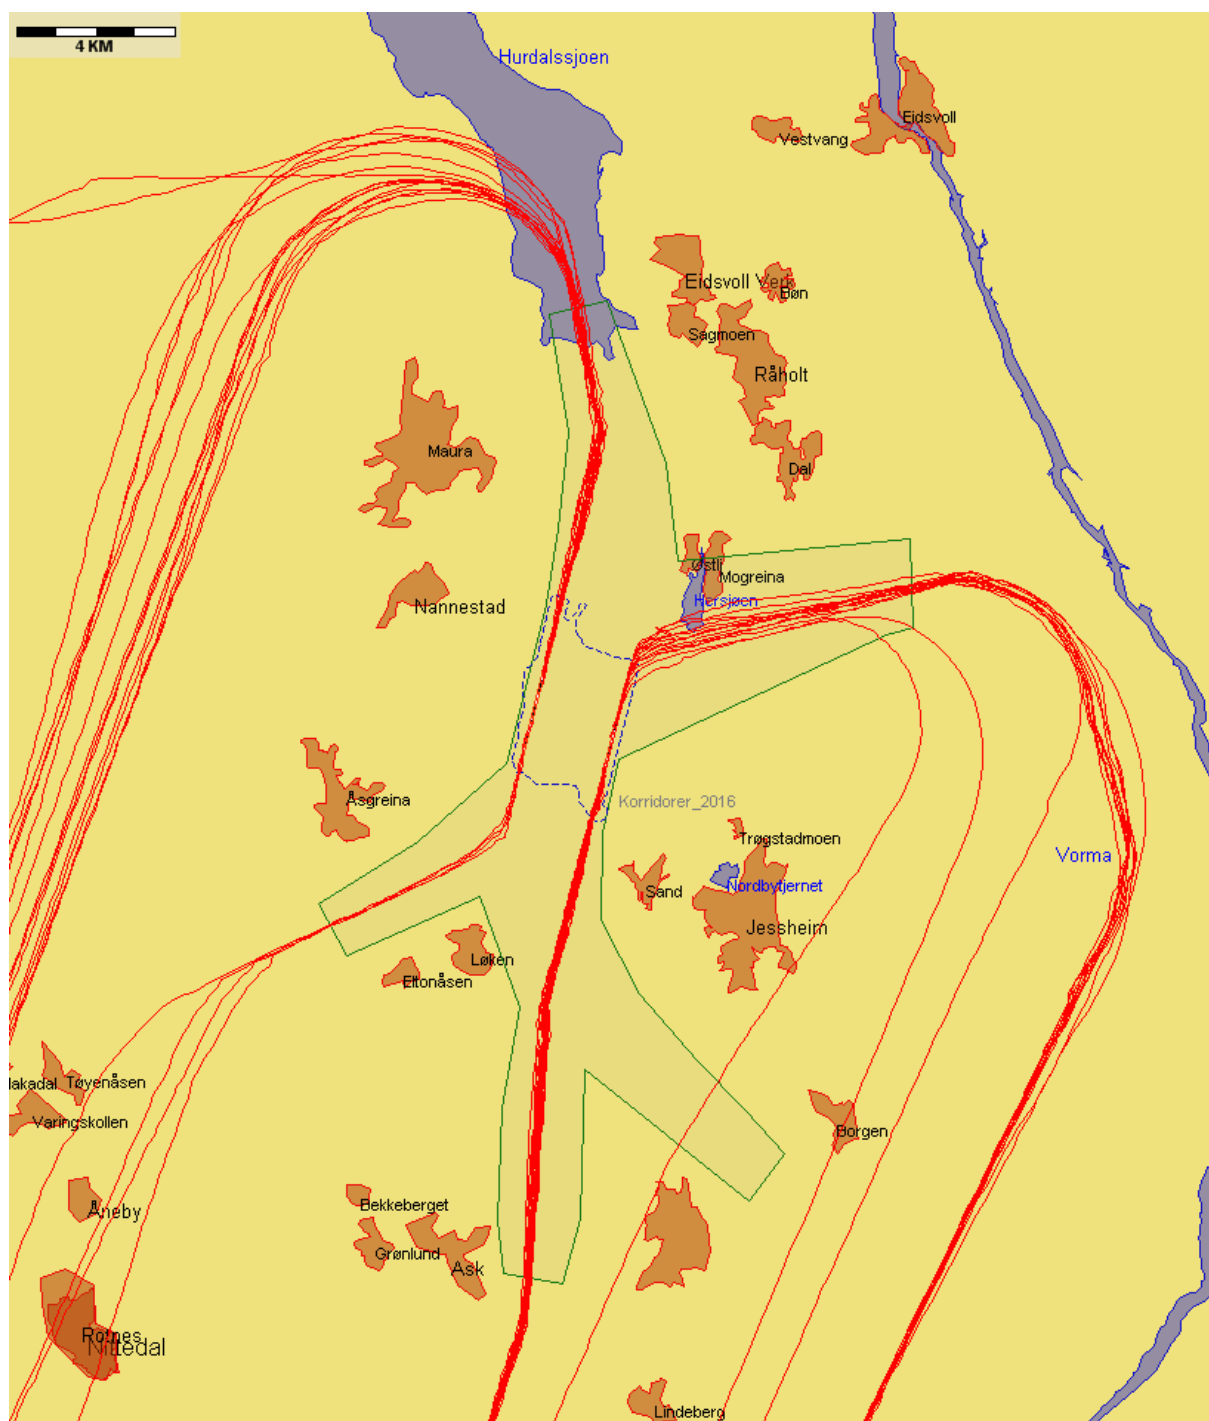 4 KM
Hurdalssjoen
Eidsvoll
Vestvang
Eidsvoll Verk
Bøn
Sagmoen
Råholt
Maura
Dal
Østli
Mogreina
Hersjøen
Nannestad
Åsgreina
Korridorer_2016
Trøgstadmoen
Vorma
Nordbytjernet
Sand
Jessheim
Løken
Eltonåsen
lakadal
Tøyenåsen
Varingskollen
Borgen
Åneby
Bekkeberget
Grønlund
Ask
Rotnes
Nittedal
Lindeberg